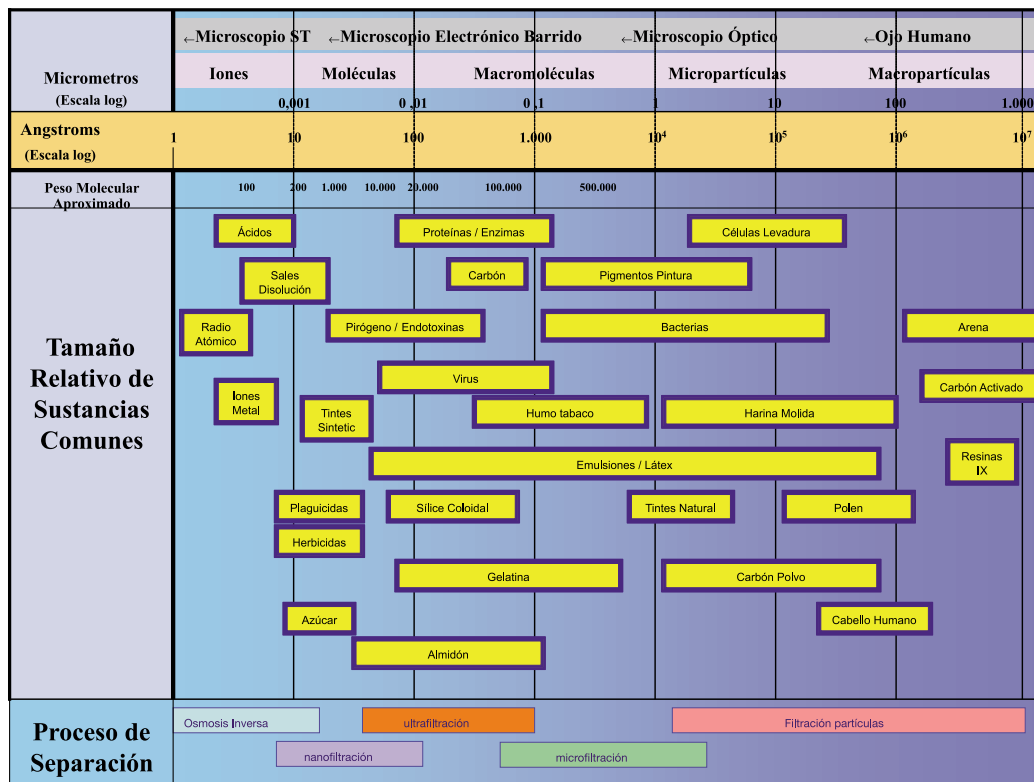 ←Microscopio ST ←Microscopio Electrónico Barrido ←Microscopio Óptico ←Ojo Humano
Iones Moléculas Macromoléculas Micropartículas Macropartículas
Micrometros
(Escala log)
0,001 0 ,01 0 ,1 1 10 100 1.000
Angstroms
(Escala log)
1 10 100 1.000 10⁴ 10⁵ 10⁶ 10⁷
Peso Molecular
Aproximado
100 200 1.000 10.000 20.000 100.000 500.000
Tamaño
Relativo de
Sustancias
Comunes
Ácidos Proteínas / Enzimas Células Levadura
Sales
Disolución
Carbón Pigmentos Pintura
Radio
Atómico
Pirógeno / Endotoxinas Bacterias Arena
Virus Carbón Activado
Iones
Metal
Tintes
Sintetic
Humo tabaco Harina Molida
Emulsiones / Látex
Resinas
IX
Plaguicidas Sílice Coloidal Tintes Natural Polen
Herbicidas
Gelatina Carbón Polvo
Azúcar Cabello Humano
Almidón
Proceso de
Separación
Osmosis Inversa ultrafiltración Filtración partículas
nanofiltración microfiltración